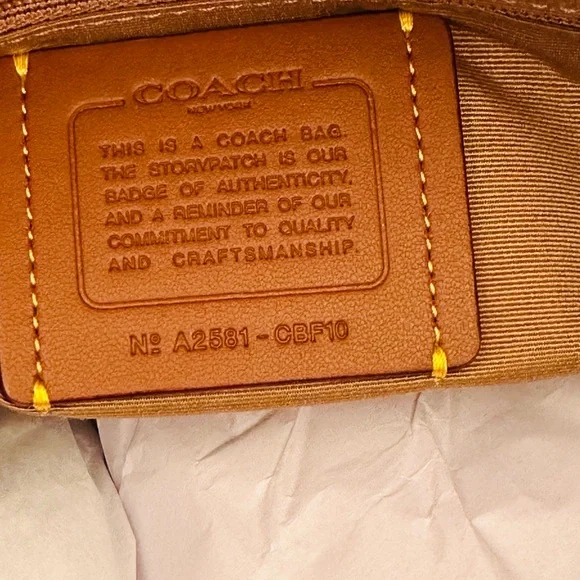 COACH
NEW YORK
THIS IS A COACH BAG.
THE STORYPATCH IS OUR
BADGE OF AUTHENTICITY,
AND A REMINDER OF OUR
COMMITMENT TO QUALITY
AND CRAFTSMANSHIP.
Nº A2581-CBF10